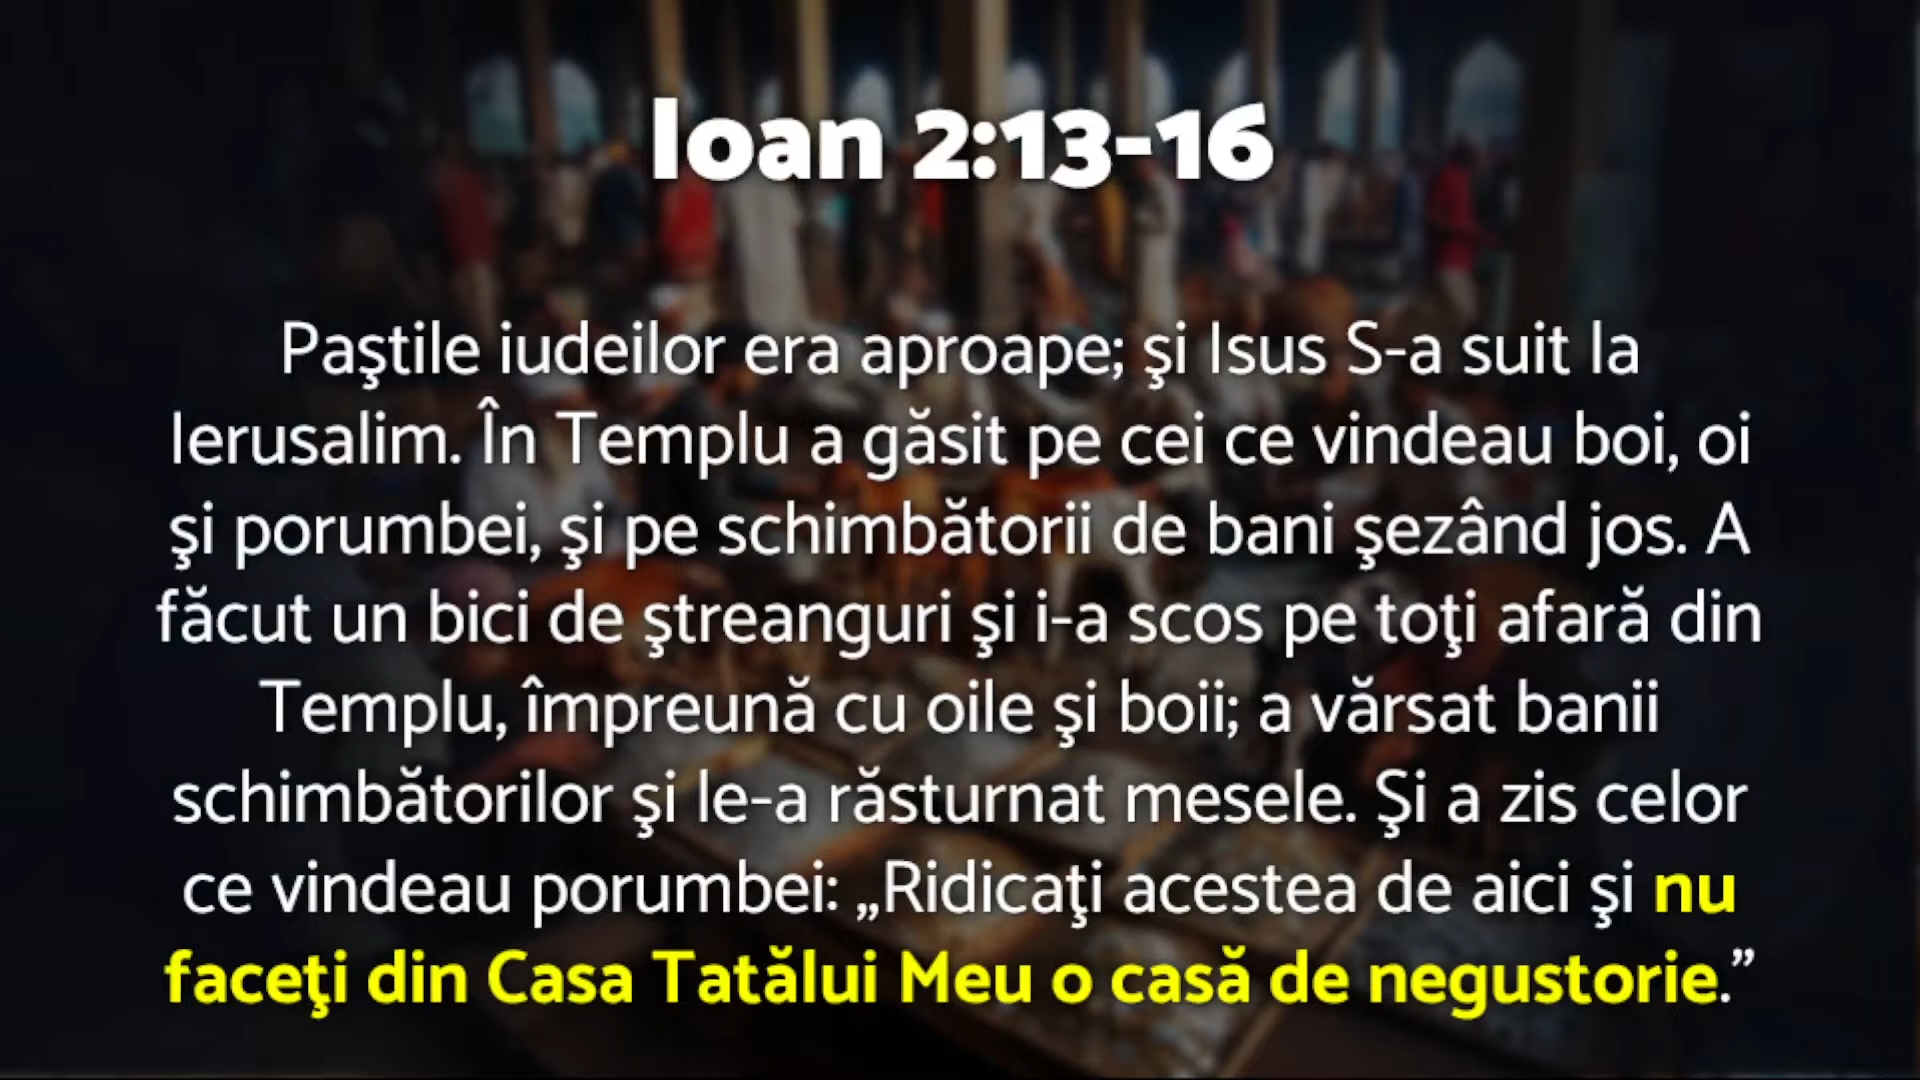 Ioan 2:13-16
Paştile iudeilor era aproape; şi Isus S-a suit la
Ierusalim. În Templu a găsit pe cei ce vindeau boi, oi
şi porumbei, şi pe schimbătorii de bani şezând jos. A
făcut un bici de ştreanguri şi i-a scos pe toţi afară din
Templu, împreună cu oile şi boii; a vărsat banii
schimbătorilor şi le-a răsturnat mesele. Şi a zis celor
ce vindeau porumbei: „Ridicaţi acestea de aici şi nu
faceţi din Casa Tatălui Meu o casă de negustorie.”